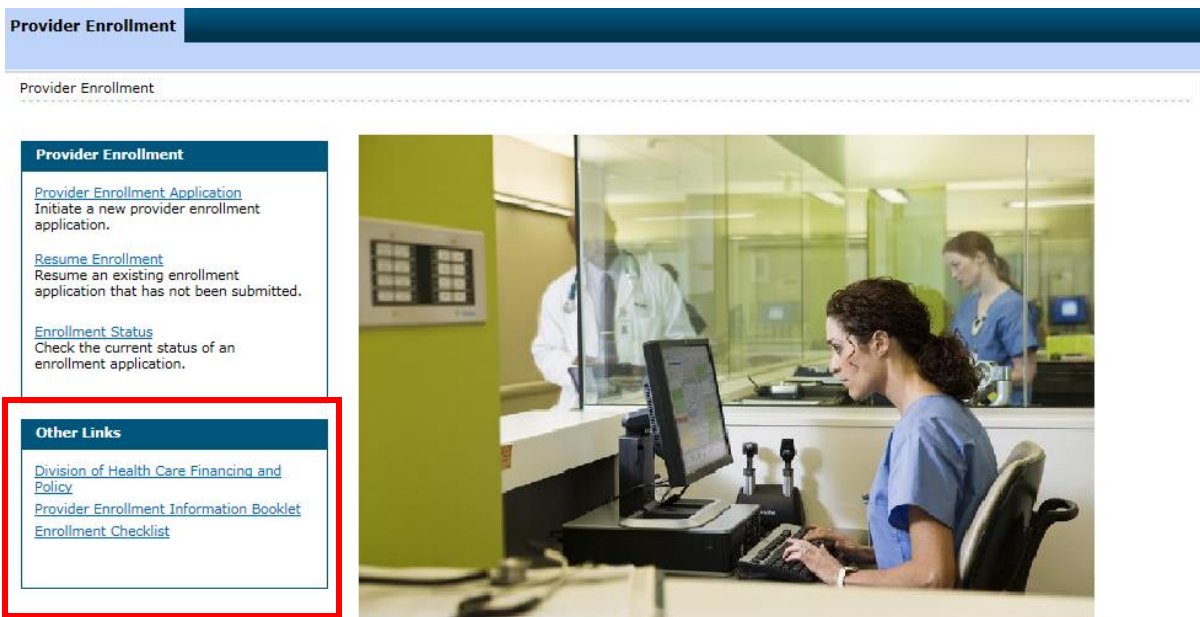 Provider Enrollment
Provider Enrollment
Provider Enrollment
Provider Enrollment Application
Initiate a new provider enrollment
application.
Resume Enrollment
Resume an existing enrollment
application that has not been submitted.
Enrollment Status
Check the current status of an
enrollment application.
Other Links
Division of Health Care Financing and
Policy
Provider Enrollment Information Booklet
Enrollment Checklist